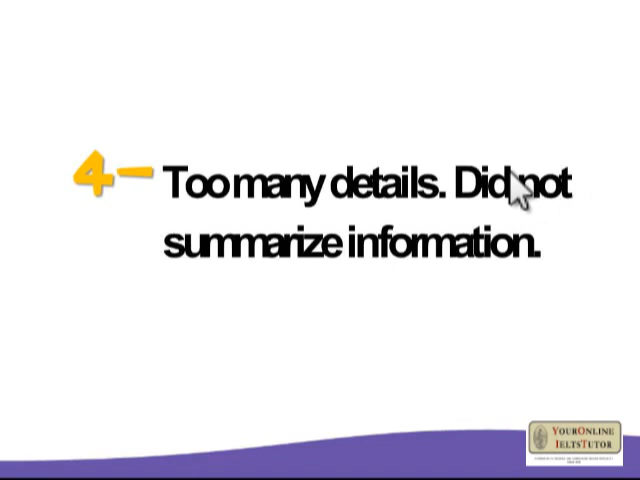 4- Too many details. Did not
summarize information.
YOURONLINE
IELTSTUTOR